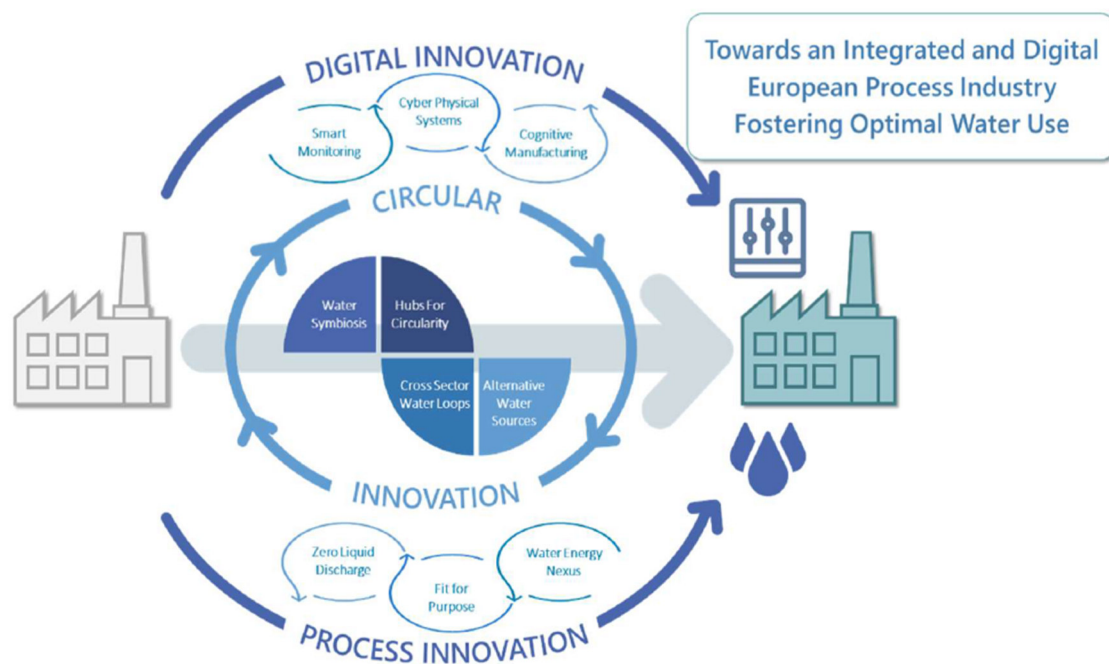 DIGITAL INNOVATION
Towards an Integrated and Digital
European Process Industry
Fostering Optimal Water Use
Smart
Monitoring
Cyber Physical
Systems
Cognitive
Manufacturing
CIRCULAR
Water
Symbiosis
Hubs For
Circularity
Cross Sector
Water Loops
Alternative
Water
Sources
INNOVATION
Zero Liquid
Discharge
Fit for
Purpose
Water Energy
Nexus
PROCESS INNOVATION